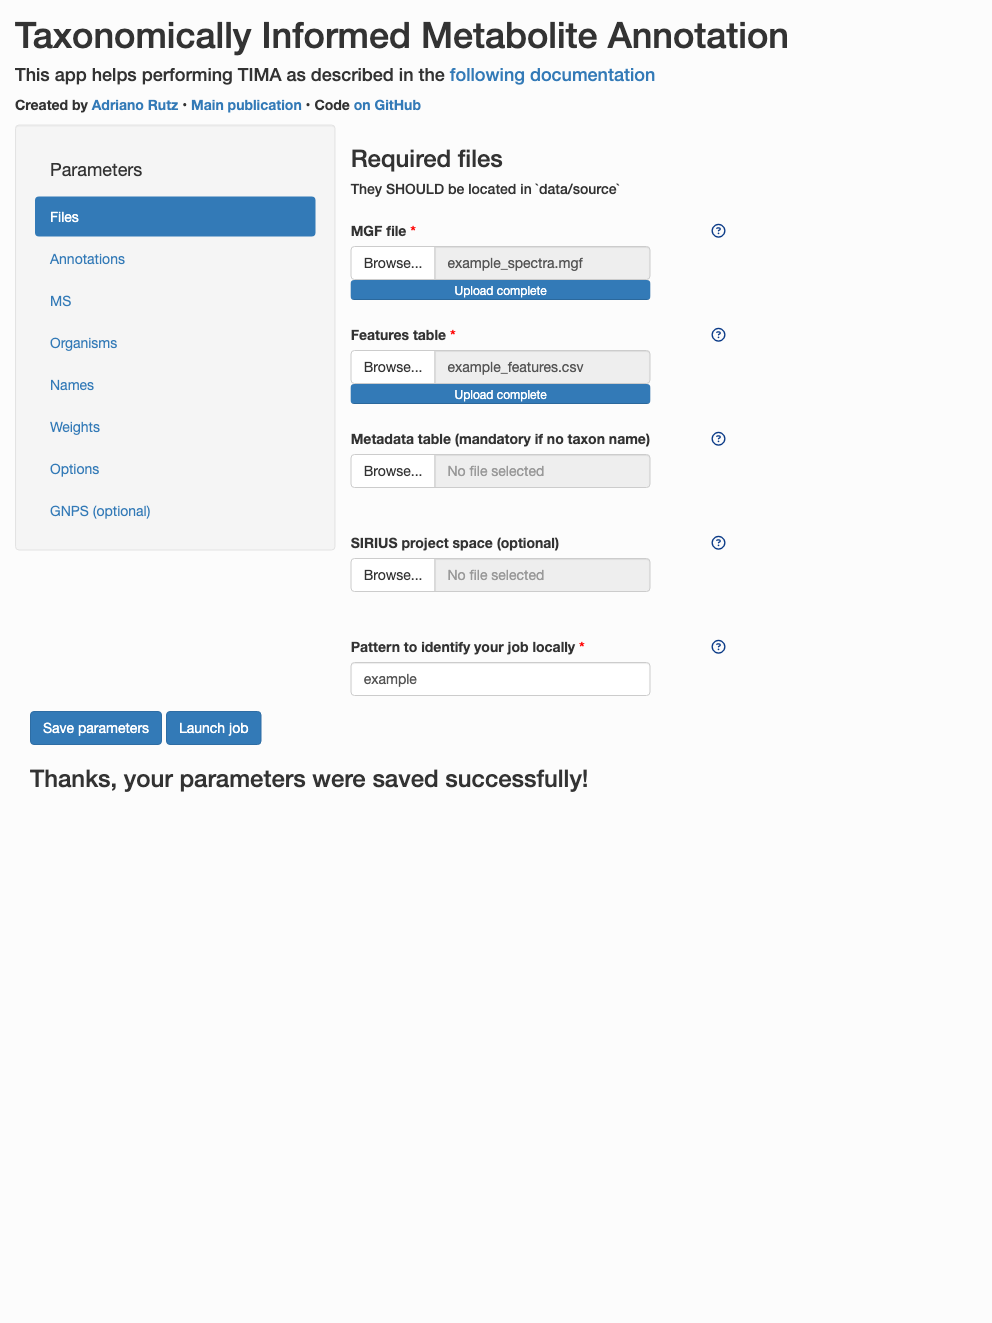 Taxonomically Informed Metabolite Annotation
This app helps performing TIMA as described in the following documentation
Created by Adriano Rutz • Main publication • Code on GitHub
Parameters
Files
Annotations
MS
Organisms
Names
Weights
Options
GNPS (optional)
Required files
They SHOULD be located in `data/source`
MGF file *
Browse... example_spectra.mgf
Upload complete
Features table *
Browse... example_features.csv
Upload complete
Metadata table (mandatory if no taxon name)
Browse... No file selected
SIRIUS project space (optional)
Browse... No file selected
Pattern to identify your job locally *
example
Save parameters Launch job
Thanks, your parameters were saved successfully!